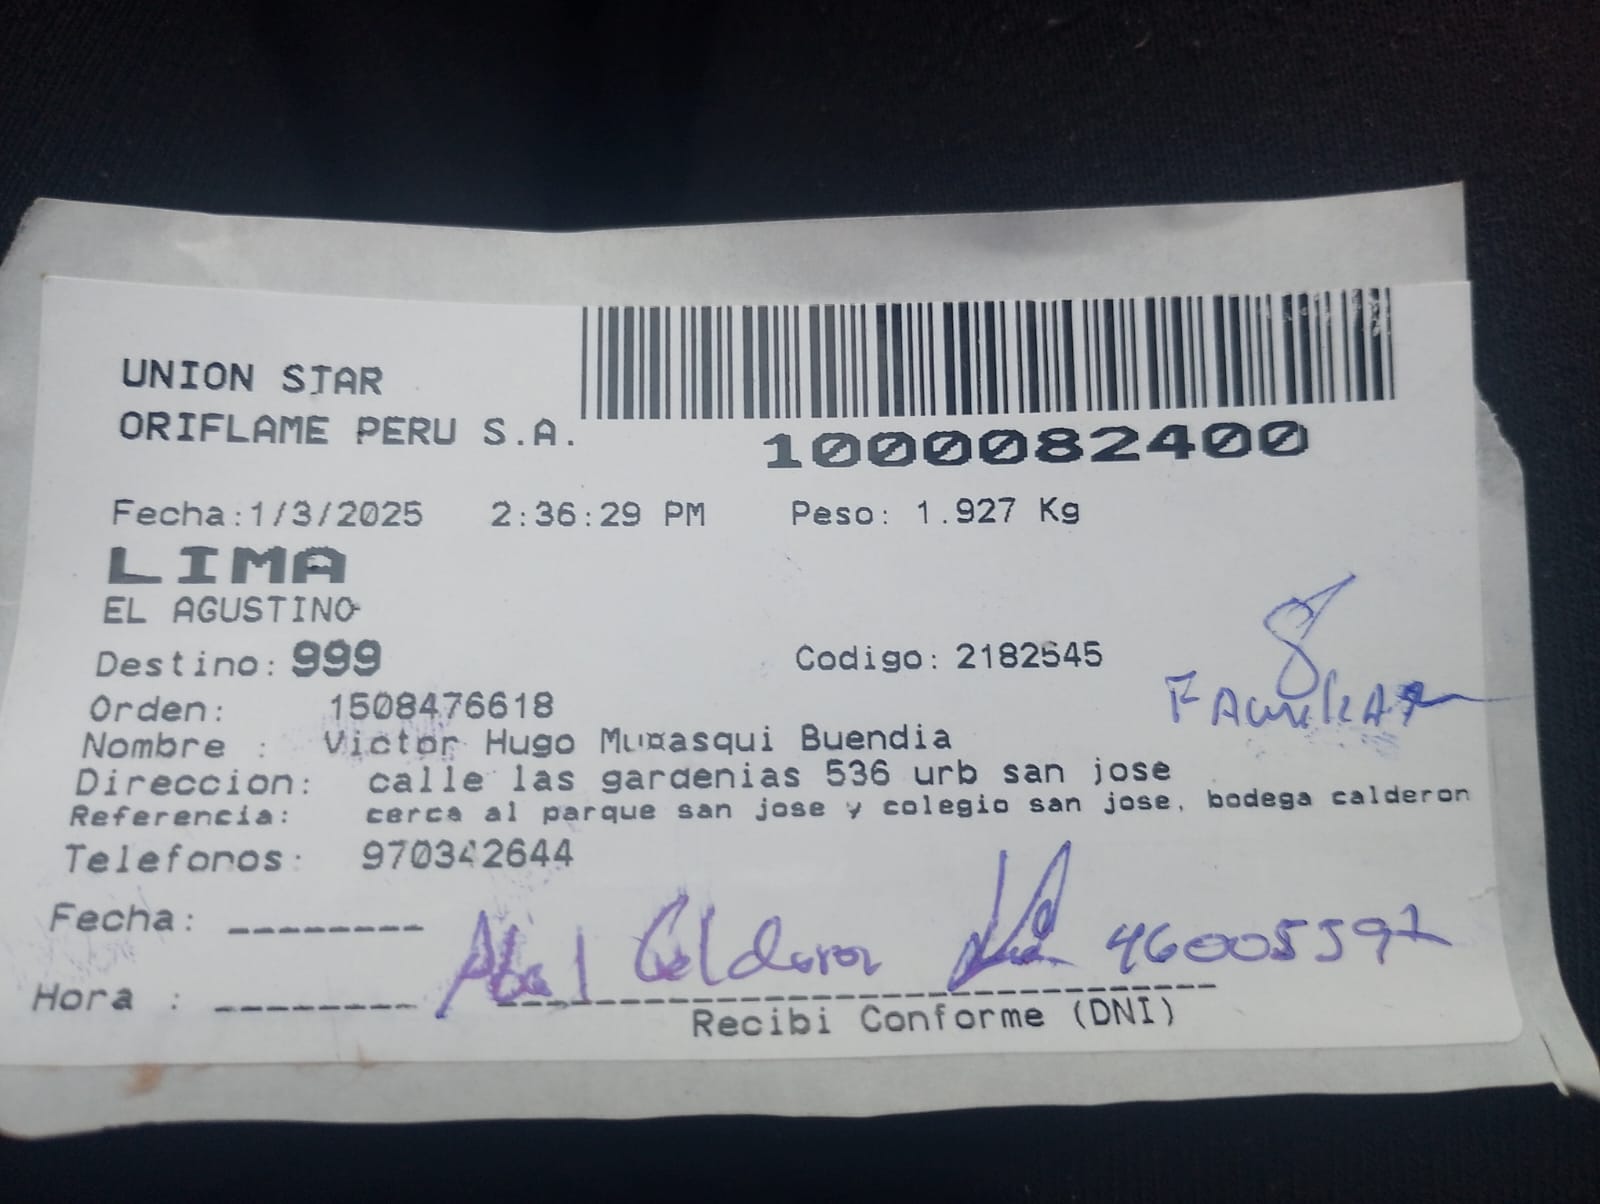 UNION STAR
ORIFLAME PERU S.A.
1000082400
Fecha:1/3/2025 2:36:29 PM Peso: 1.927 Kg
LIMA
EL AGUSTINO
Destino: 999 Codigo: 2182545
Orden: 1508476618
Nombre : Victor Hugo Buendia
Direccion: calle las gardenias 536 urb san jose
Referencia: cerca al parque san jose y colegio san jose, bodega calderon
Telefonos: 970342644
Fecha: ________
Abel Calderon
Hora : ________
Recibi Conforme (DNI)